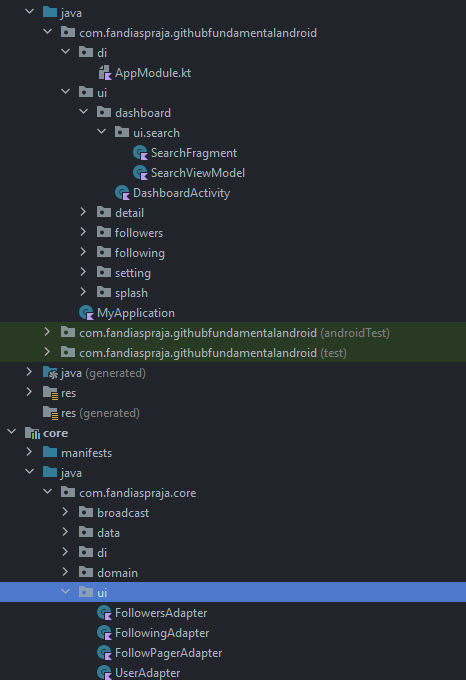 java
com.fandiaspraja.githubfundamentalandroid
di
AppModule.kt
ui
dashboard
ui.search
SearchFragment
SearchViewModel
DashboardActivity
detail
followers
following
setting
splash
MyApplication
com.fandiaspraja.githubfundamentalandroid (androidTest)
com.fandiaspraja.githubfundamentalandroid (test)
java (generated)
res
res (generated)
core
manifests
java
com.fandiaspraja.core
broadcast
data
di
domain
ui
FollowersAdapter
FollowingAdapter
FollowPagerAdapter
UserAdapter